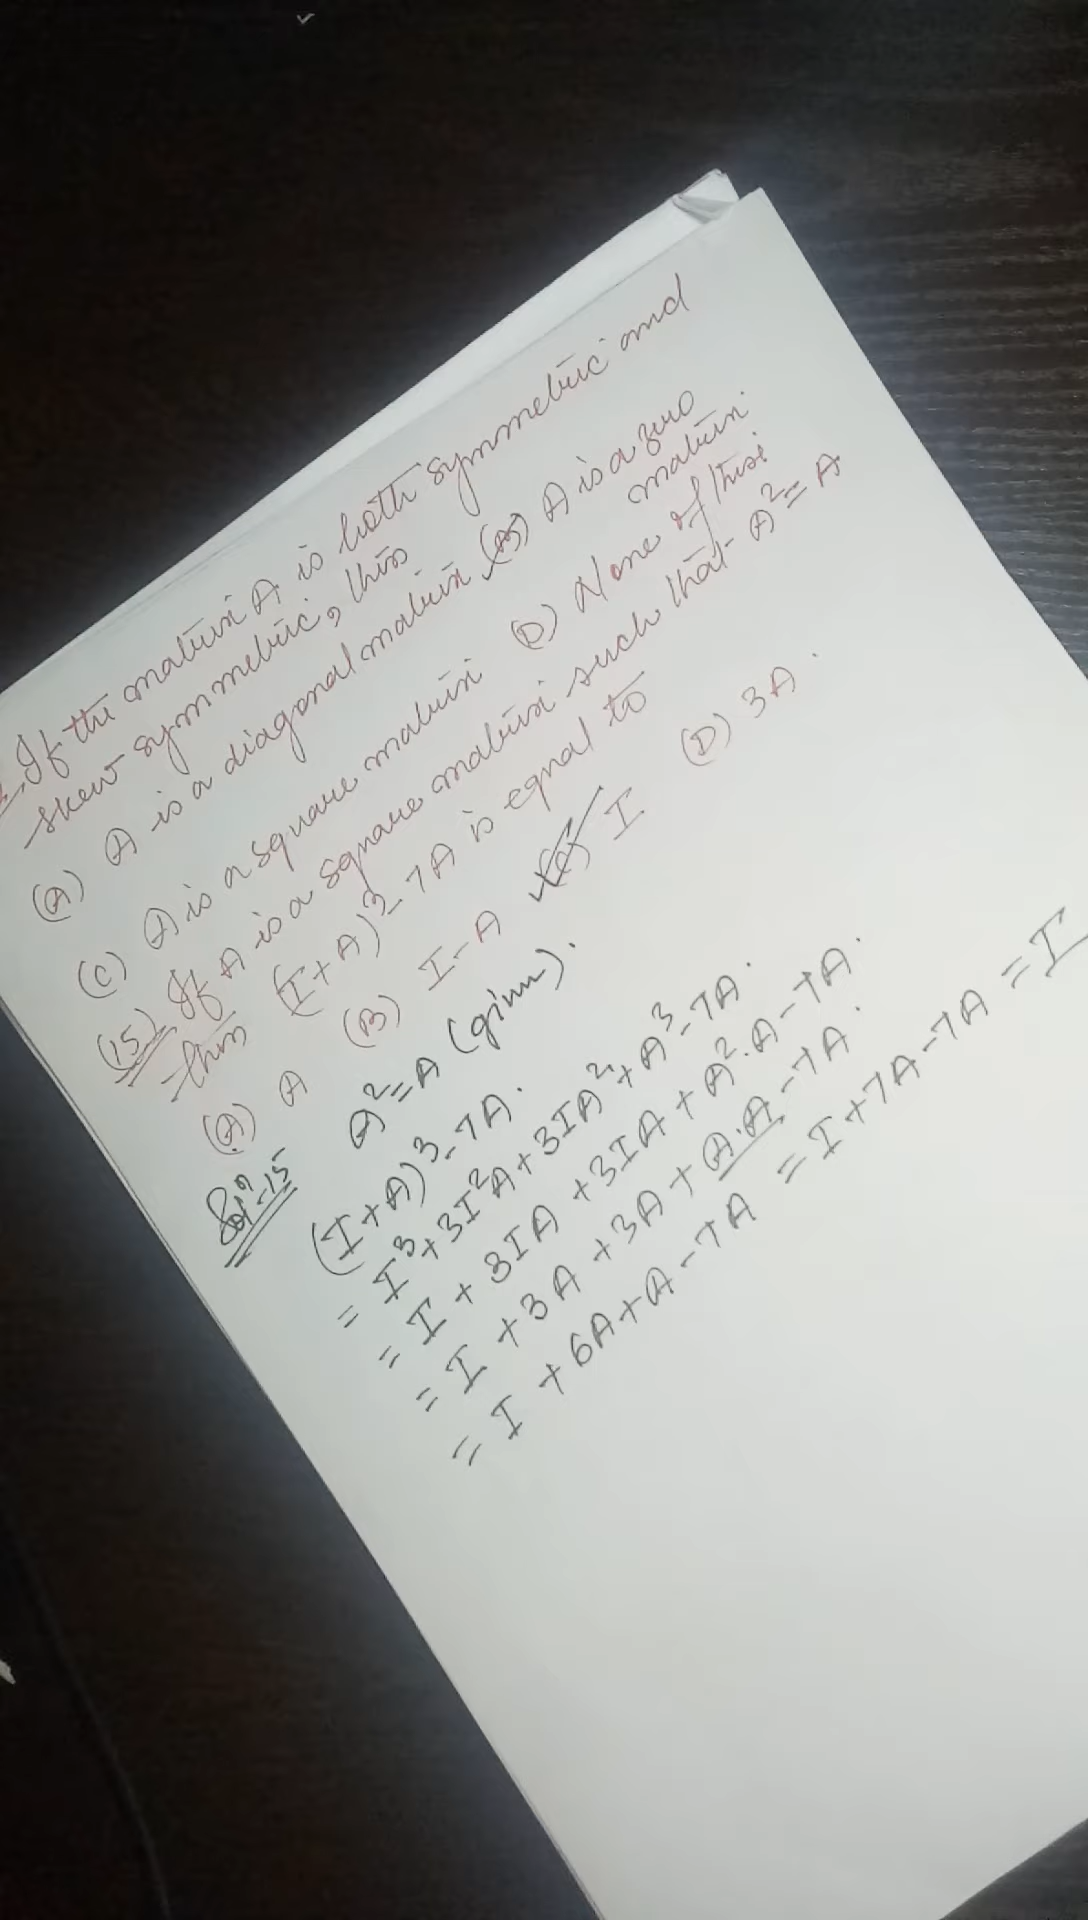 If the matrix A is both symmetric and
skew symmetric, then
(A) A is a diagonal matrix (B) A is a zero
matrix.
(C) A is a square matrix (D) None of these
(15) If A is a square matrix such that A² = A
then (I+A)³ - 7A is equal to
(A) A (B) I-A (C) I (D) 3A.
Solⁿ-15 A² = A (given).
(I+A)³ - 7A.
= I³ + 3I²A + 3IA² + A³ - 7A.
= I + 3IA + 3IA + A².A - 7A.
= I + 3A + 3A + A.A - 7A.
= I + 6A + A - 7A = I + 7A - 7A = I